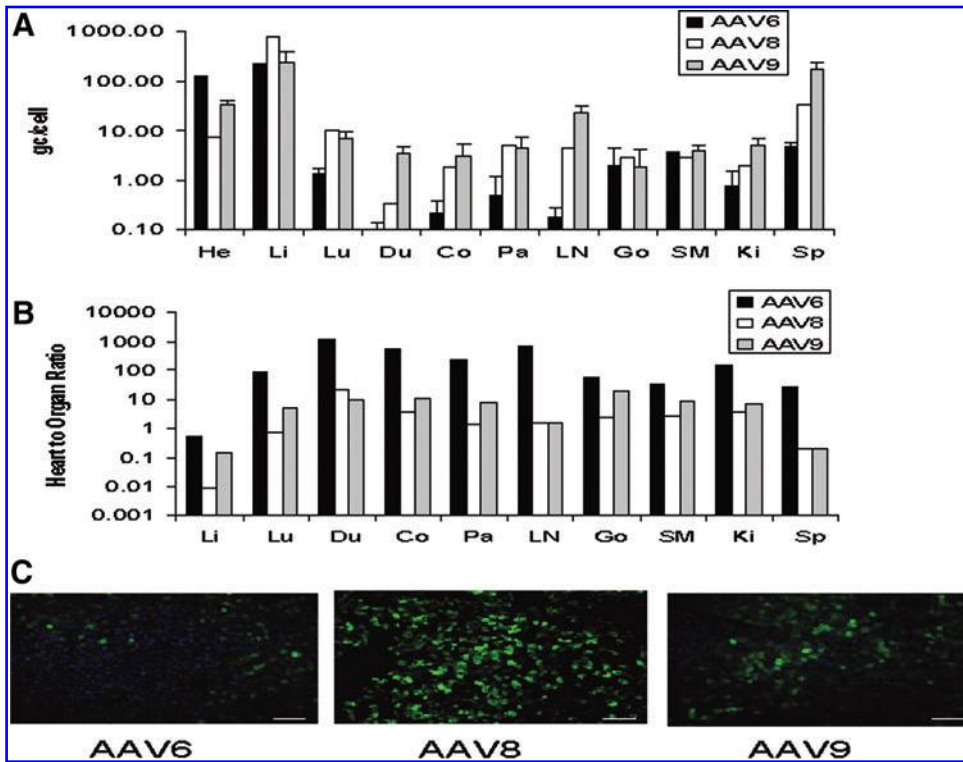 A
AAV6
AAV8
AAV9
gc/cell
1000.00
100.00
10.00
1.00
0.10
He Li Lu Du Co Pa LN Go SM Ki Sp
B
AAV6
AAV8
AAV9
Heart to Organ Ratio
10000
1000
100
10
1
0.1
0.01
0.001
Li Lu Du Co Pa LN Go SM Ki Sp
C
AAV6 AAV8 AAV9